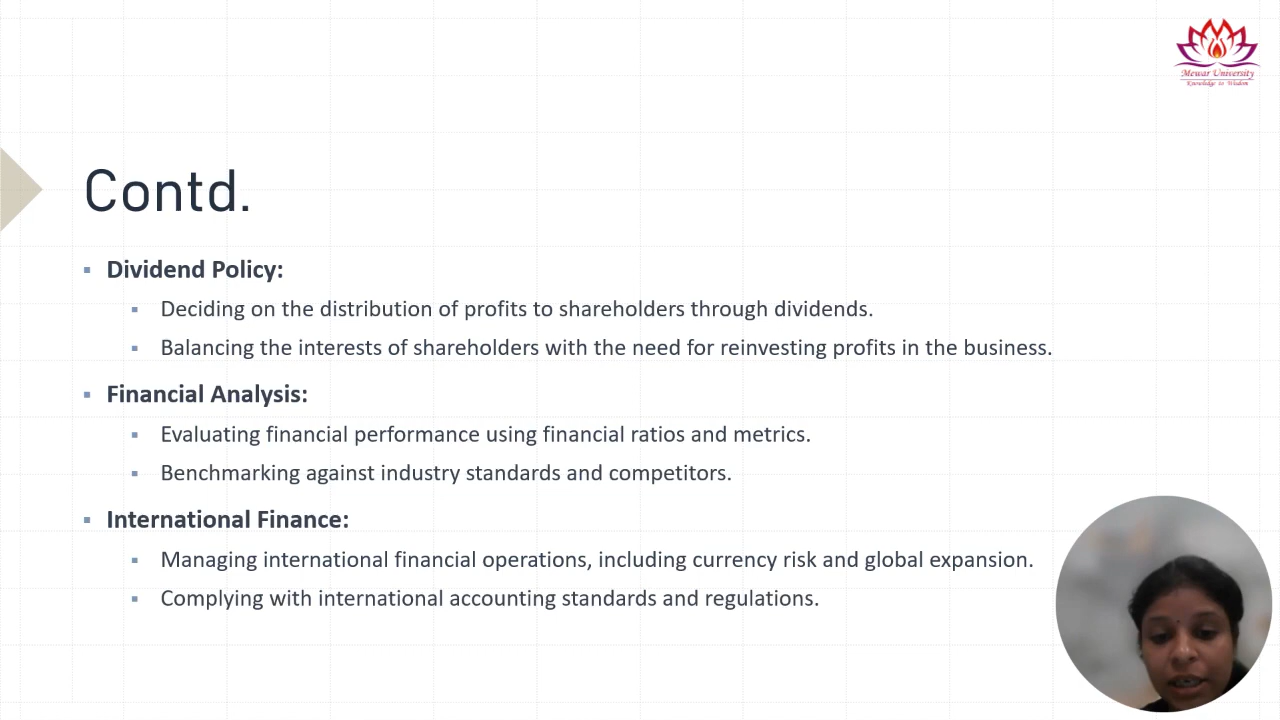 Mewar University
Knowledge to Wisdom
Contd.
Dividend Policy:
Deciding on the distribution of profits to shareholders through dividends.
Balancing the interests of shareholders with the need for reinvesting profits in the business.
Financial Analysis:
Evaluating financial performance using financial ratios and metrics.
Benchmarking against industry standards and competitors.
International Finance:
Managing international financial operations, including currency risk and global expansion.
Complying with international accounting standards and regulations.